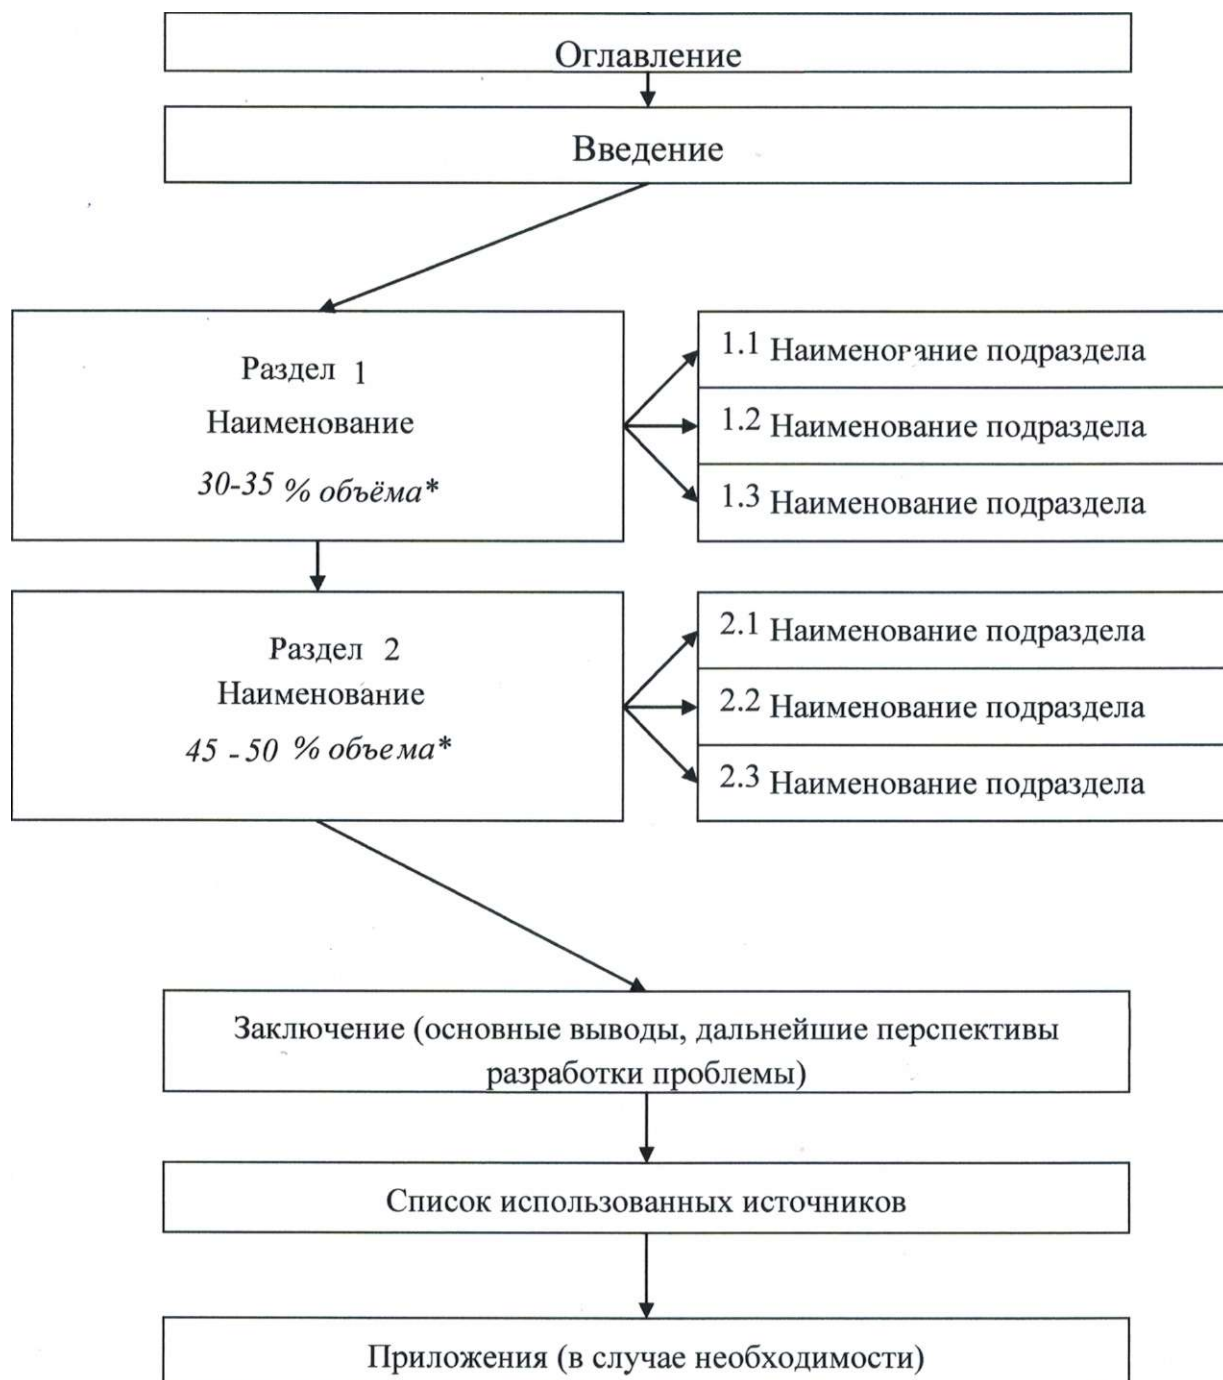 Оглавление
Введение
Раздел 1
Наименование
30-35 % объёма*
1.1 Наименование подраздела
1.2 Наименование подраздела
1.3 Наименование подраздела
Раздел 2
Наименование
45 - 50 % объема*
2.1 Наименование подраздела
2.2 Наименование подраздела
2.3 Наименование подраздела
Заключение (основные выводы, дальнейшие перспективы
разработки проблемы)
Список использованных источников
Приложения (в случае необходимости)